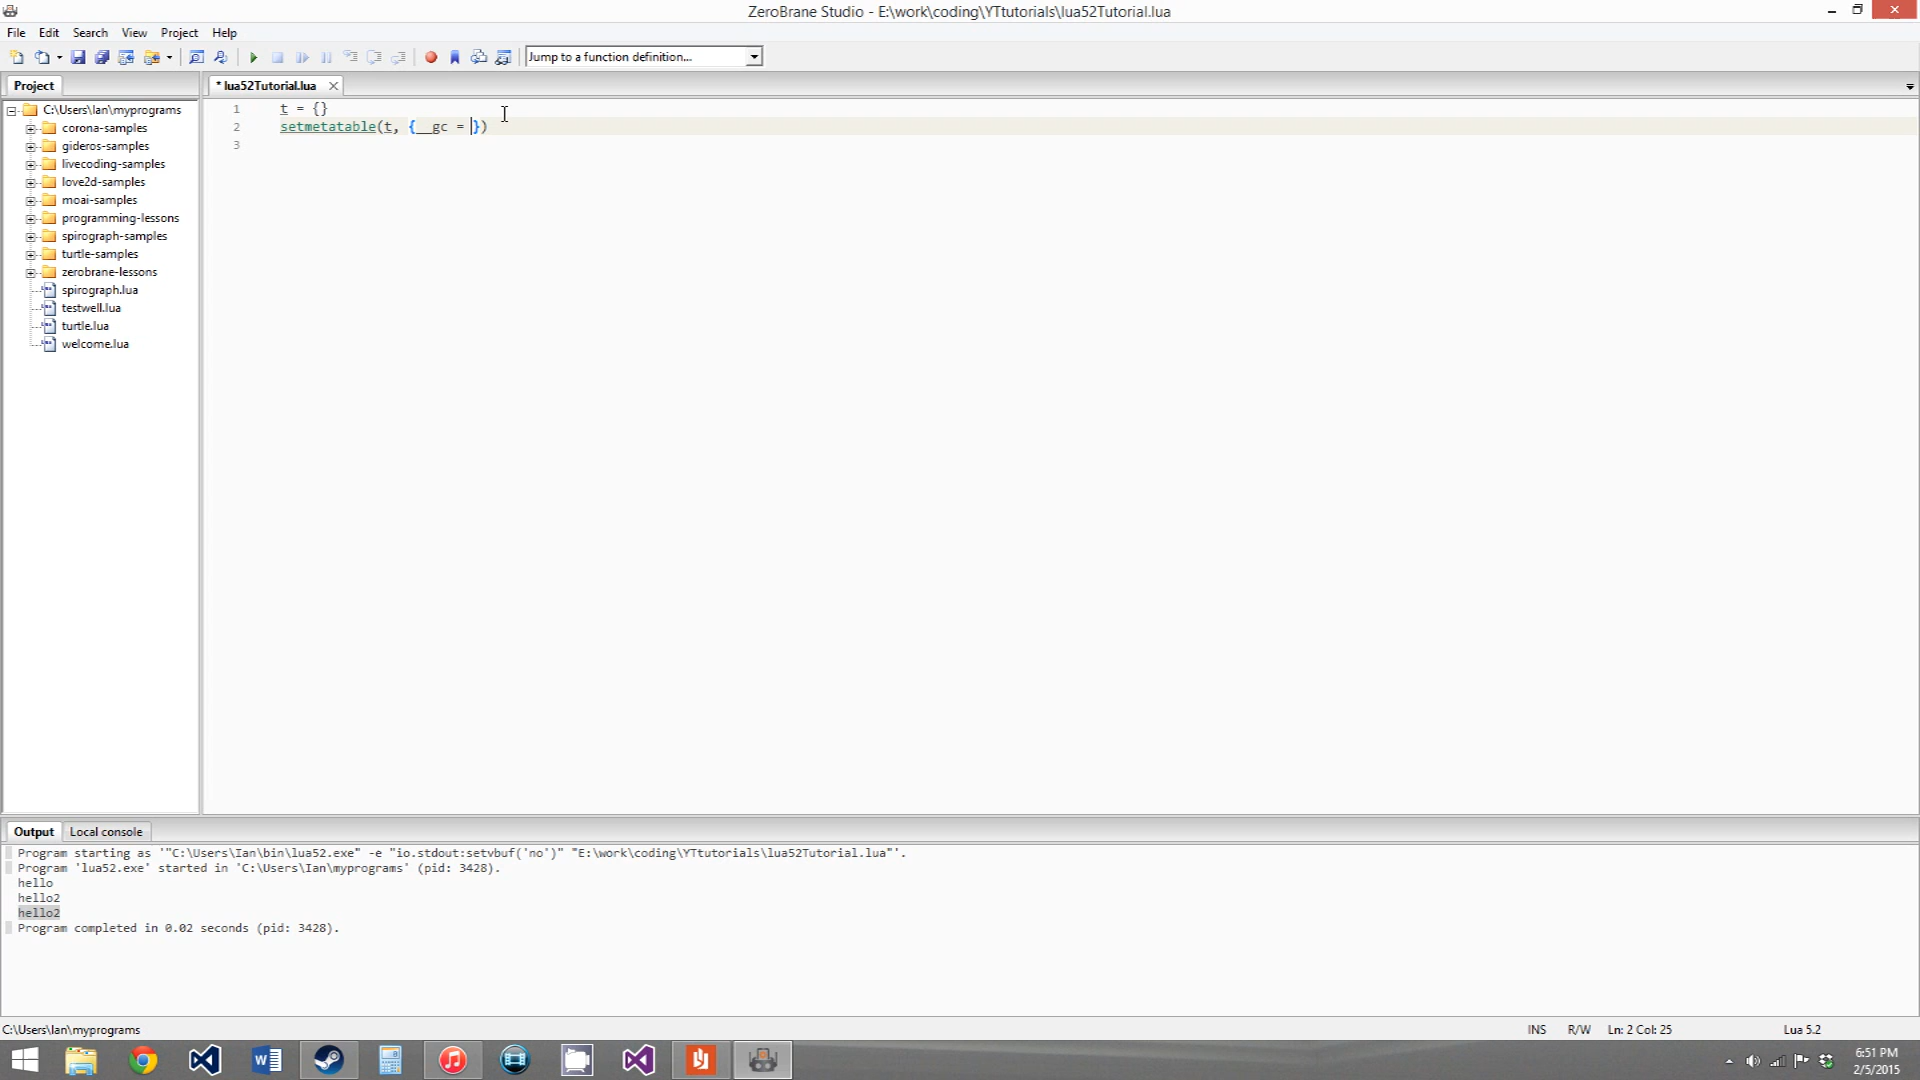 ZeroBrane Studio - E:\work\coding\YTtutorials\lua52Tutorial.lua
File Edit Search View Project Help
Jump to a function definition...
Project
* lua52Tutorial.lua
C:\Users\Ian\myprograms
corona-samples
gideros-samples
livecoding-samples
love2d-samples
moai-samples
programming-lessons
spirograph-samples
turtle-samples
zerobrane-lessons
spirograph.lua
testwell.lua
turtle.lua
welcome.lua
1 t = {}
2 setmetatable(t, {__gc = })
3
Output Local console
Program starting as '"C:\Users\Ian\bin\lua52.exe" -e "io.stdout:setvbuf('no')" "E:\work\coding\YTtutorials\lua52Tutorial.lua"'.
Program 'lua52.exe' started in 'C:\Users\Ian\myprograms' (pid: 3428).
hello
hello2
hello2
Program completed in 0.02 seconds (pid: 3428).
C:\Users\Ian\myprograms INS R/W Ln: 2 Col: 25 Lua 5.2
6:51 PM
2/5/2015